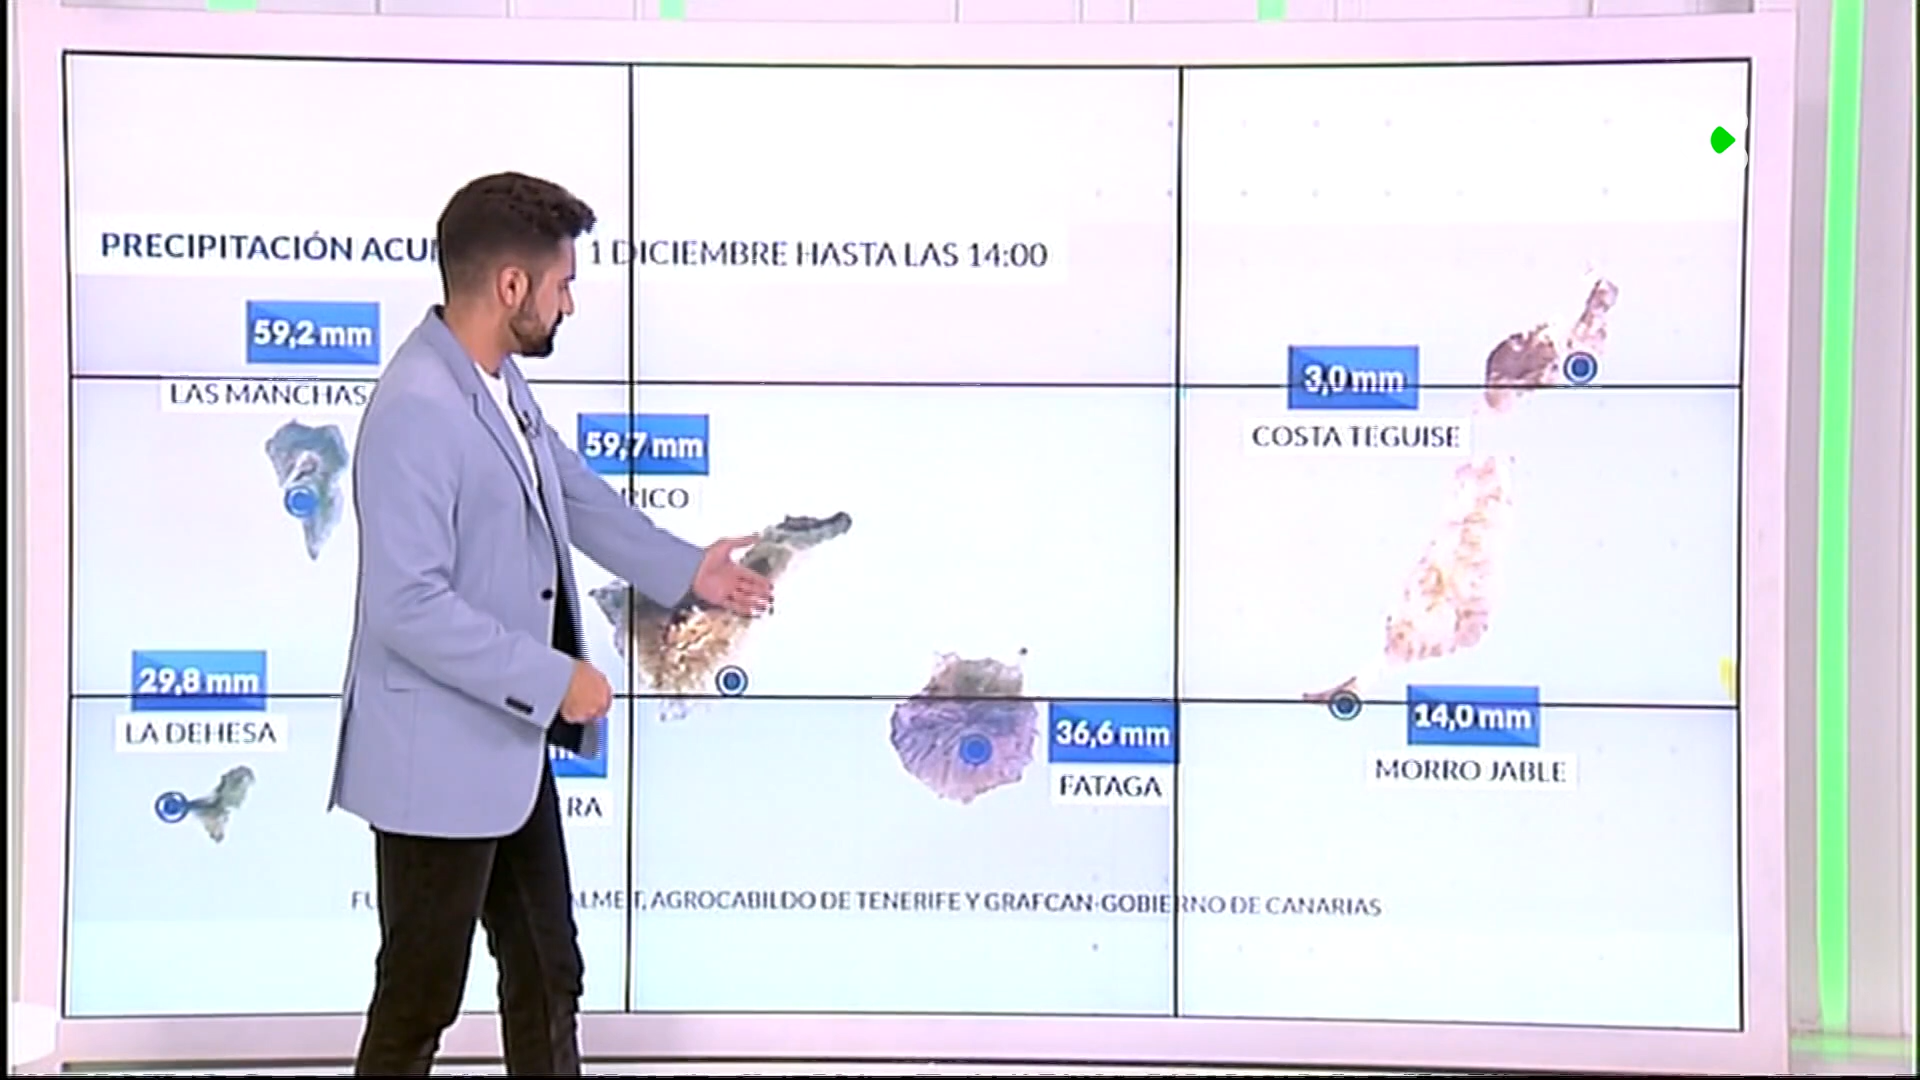 PRECIPITACIÓN 1 DICIEMBRE HASTA LAS 14:00
59,2 mm
LAS MANCHAS
59,7 mm
3,0 mm
COSTA TEGUISE
29,8 mm
LA DEHESA
36,6 mm
FATAGA
14,0 mm
MORRO JABLE
AGROCABILDO DE TENERIFE Y GRAFCAN-GOBIERNO DE CANARIAS